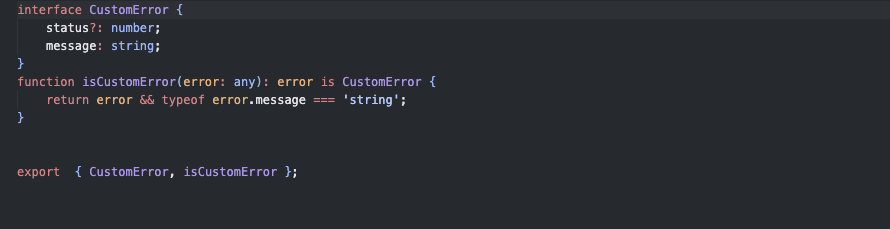 interface CustomError {
    status?: number;
    message: string;
}
function isCustomError(error: any): error is CustomError {
    return error && typeof error.message === 'string';
}
export  { CustomError, isCustomError };